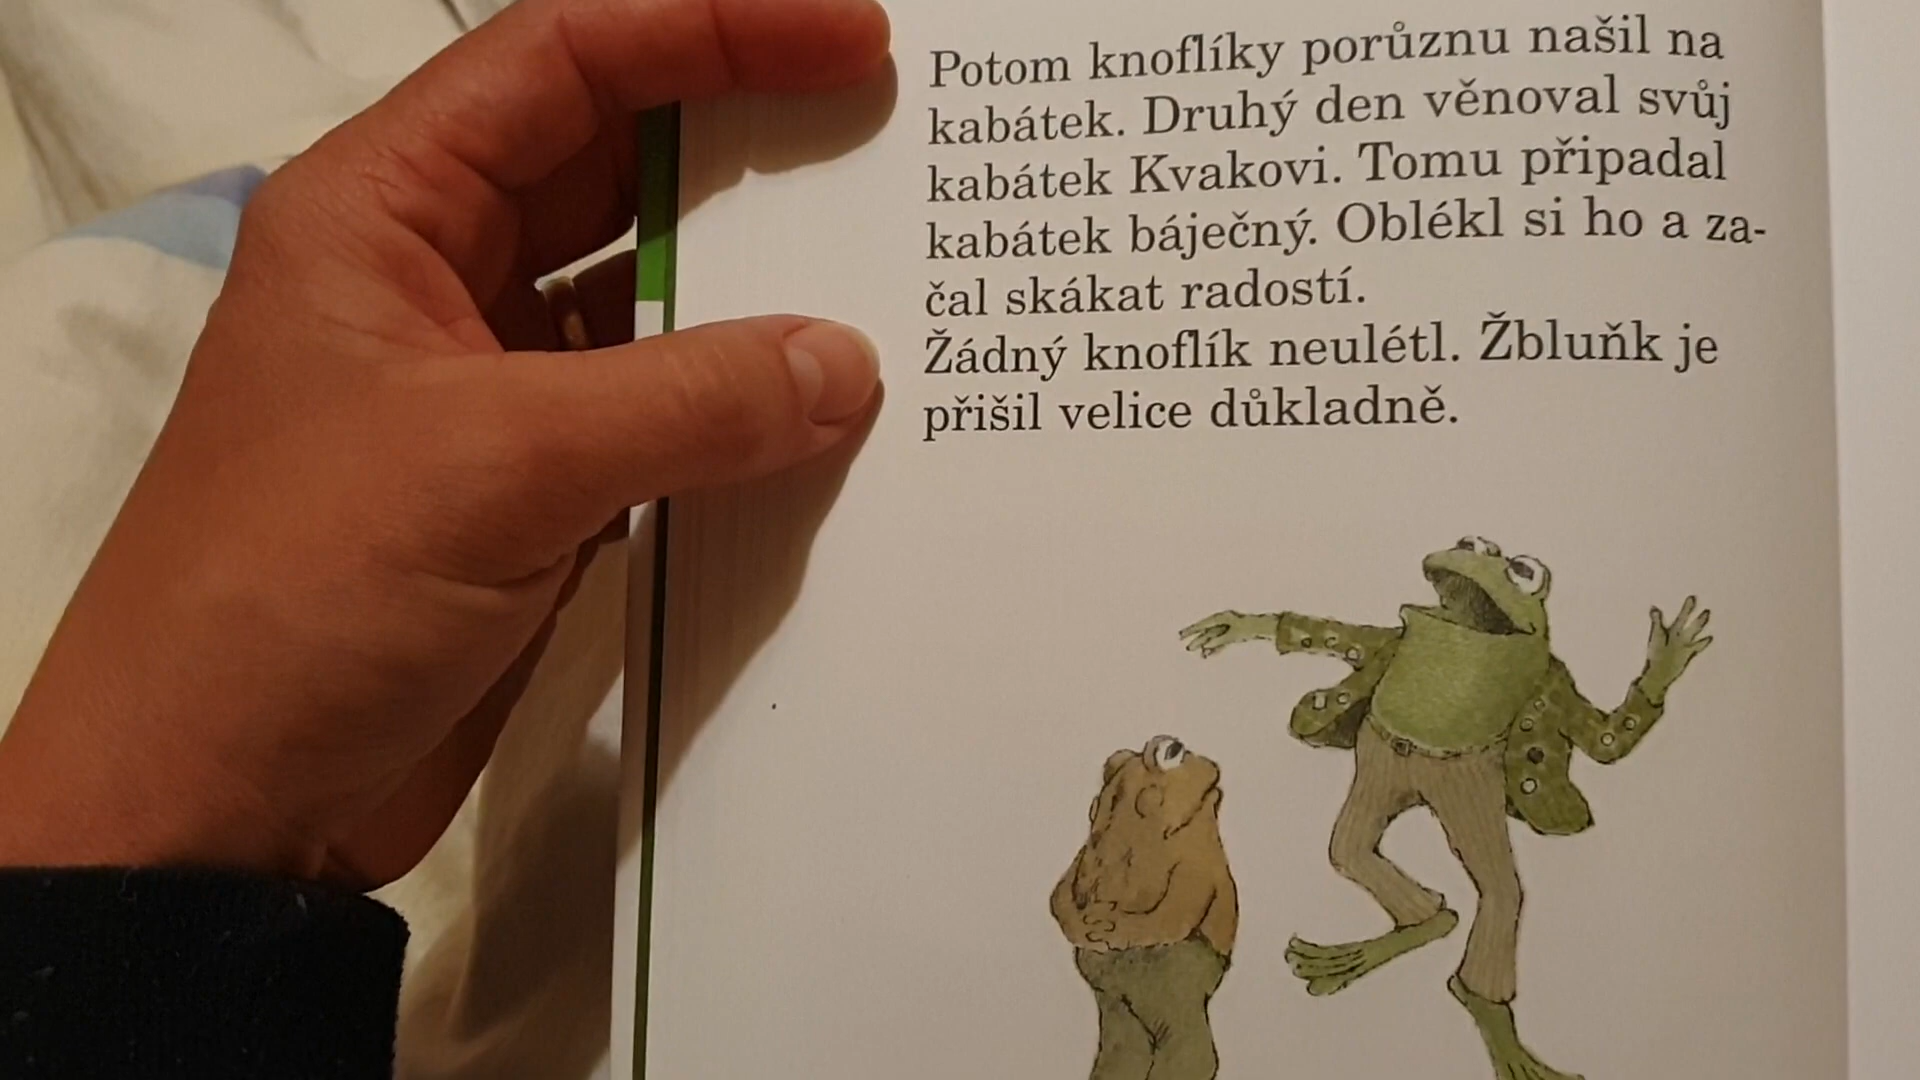 Potom knoflíky porůznu našil na
kabátek. Druhý den věnoval svůj
kabátek Kvakovi. Tomu připadal
kabátek báječný. Oblékl si ho a za-
čal skákat radostí.
Žádný knoflík neulétl. Žbluňk je
přišil velice důkladně.